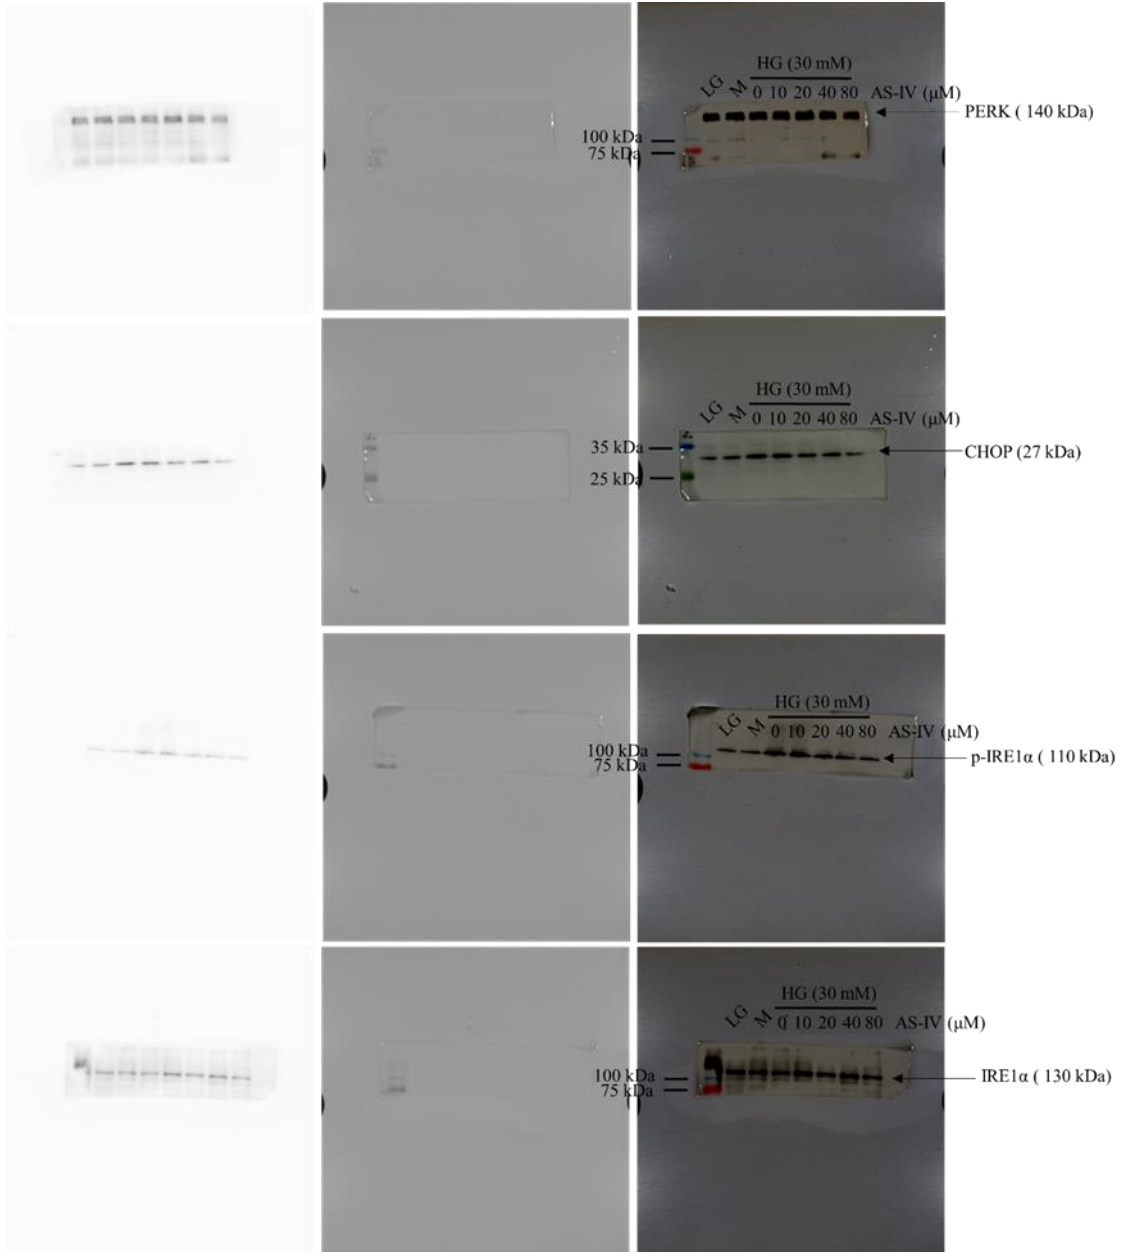 HG (30 mM)
LG M 0 10 20 40 80 AS-IV (μM)
PERK ( 140 kDa)
100 kDa
75 kDa
HG (30 mM)
LG M 0 10 20 40 80 AS-IV (μM)
35 kDa
CHOP (27 kDa)
25 kDa
HG (30 mM)
LG M 0 10 20 40 80 AS-IV (μM)
100 kDa
p-IRE1α ( 110 kDa)
75 kDa
HG (30 mM)
LG M 0 10 20 40 80 AS-IV (μM)
100 kDa
IRE1α ( 130 kDa)
75 kDa